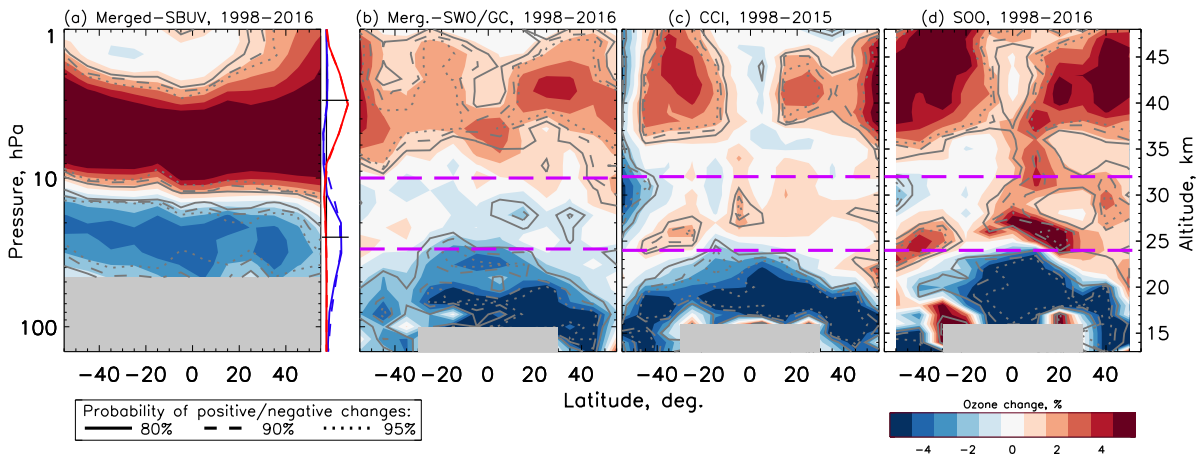 (a) Merged-SBUV, 1998-2016
(b) Merg.-SWO/GC, 1998-2016
(c) CCI, 1998-2015
(d) SOO, 1998-2016
Pressure, hPa
1
10
100
45
40
35
30
25
20
15
Altitude, km
-40 -20 0 20 40
-40 -20 0 20 40
-40 -20 0 20 40
-40 -20 0 20 40
Latitude, deg.
Probability of positive/negative changes:
80% 90% 95%
Ozone change, %
-4 -2 0 2 4